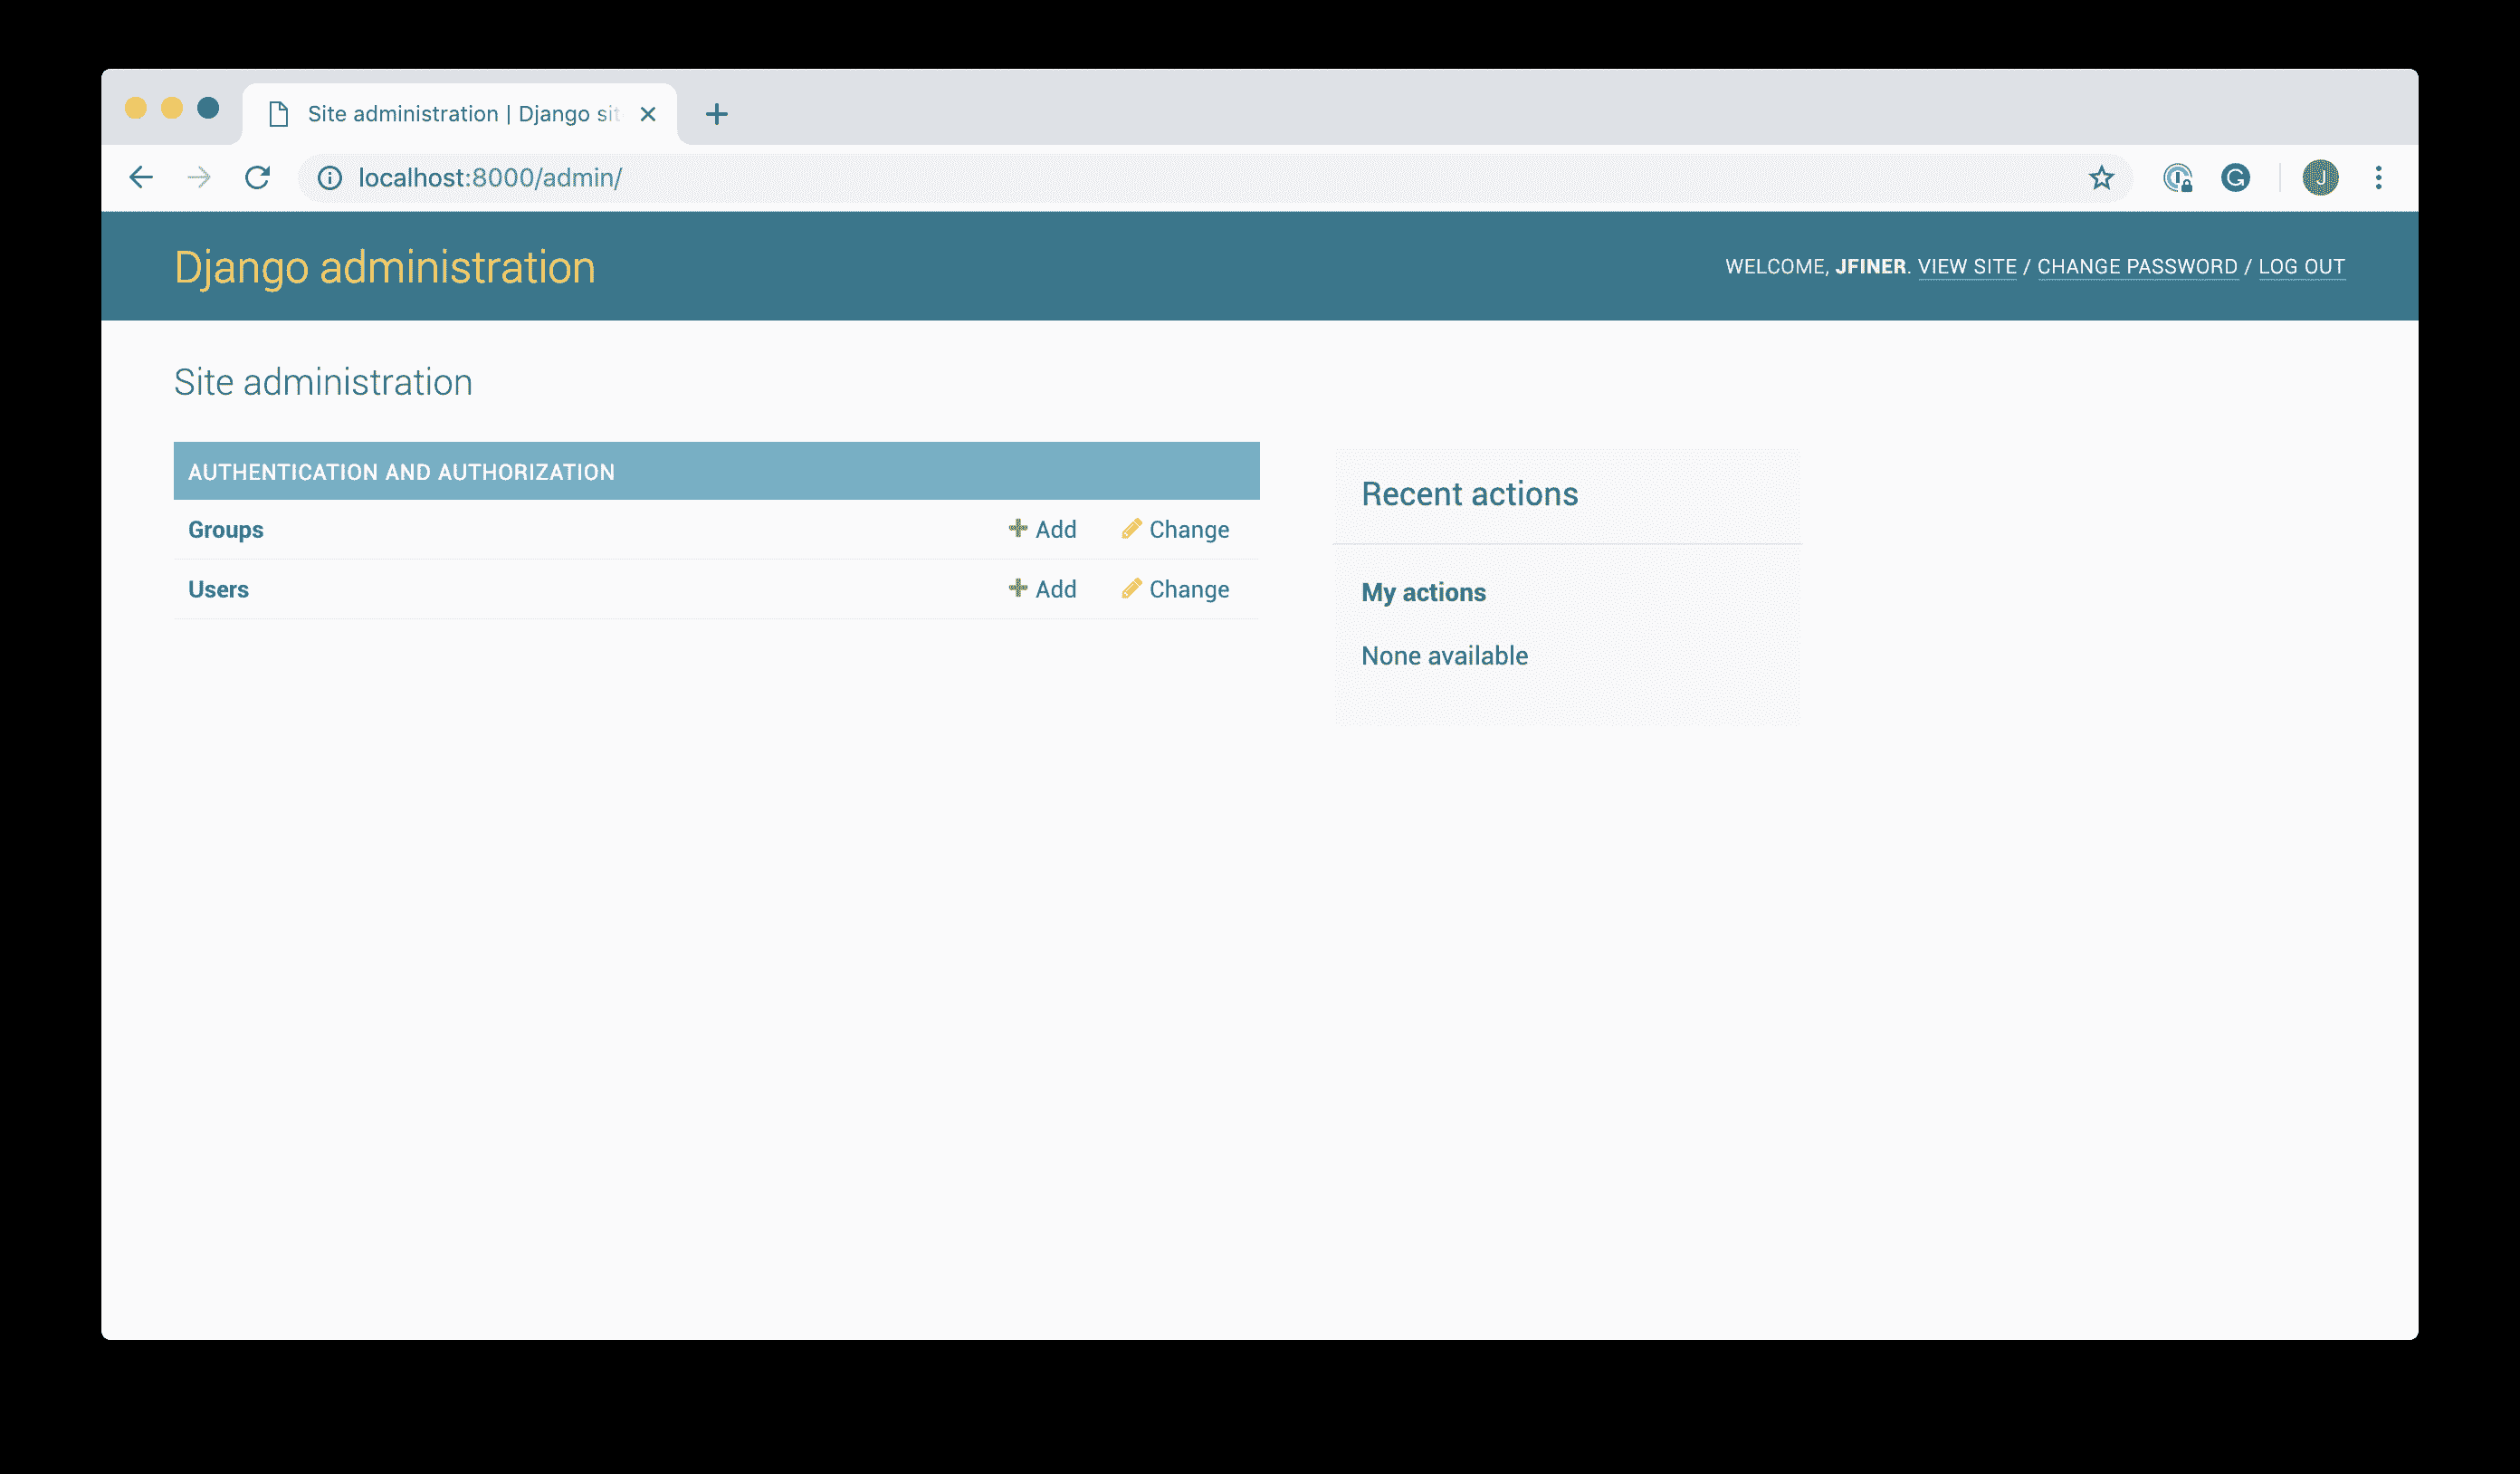 Site administration | Django sit
localhost:8000/admin/
J
Django administration
WELCOME, JFINER. VIEW SITE / CHANGE PASSWORD / LOG OUT
Site administration
AUTHENTICATION AND AUTHORIZATION
Groups Add Change
Users Add Change
Recent actions
My actions
None available